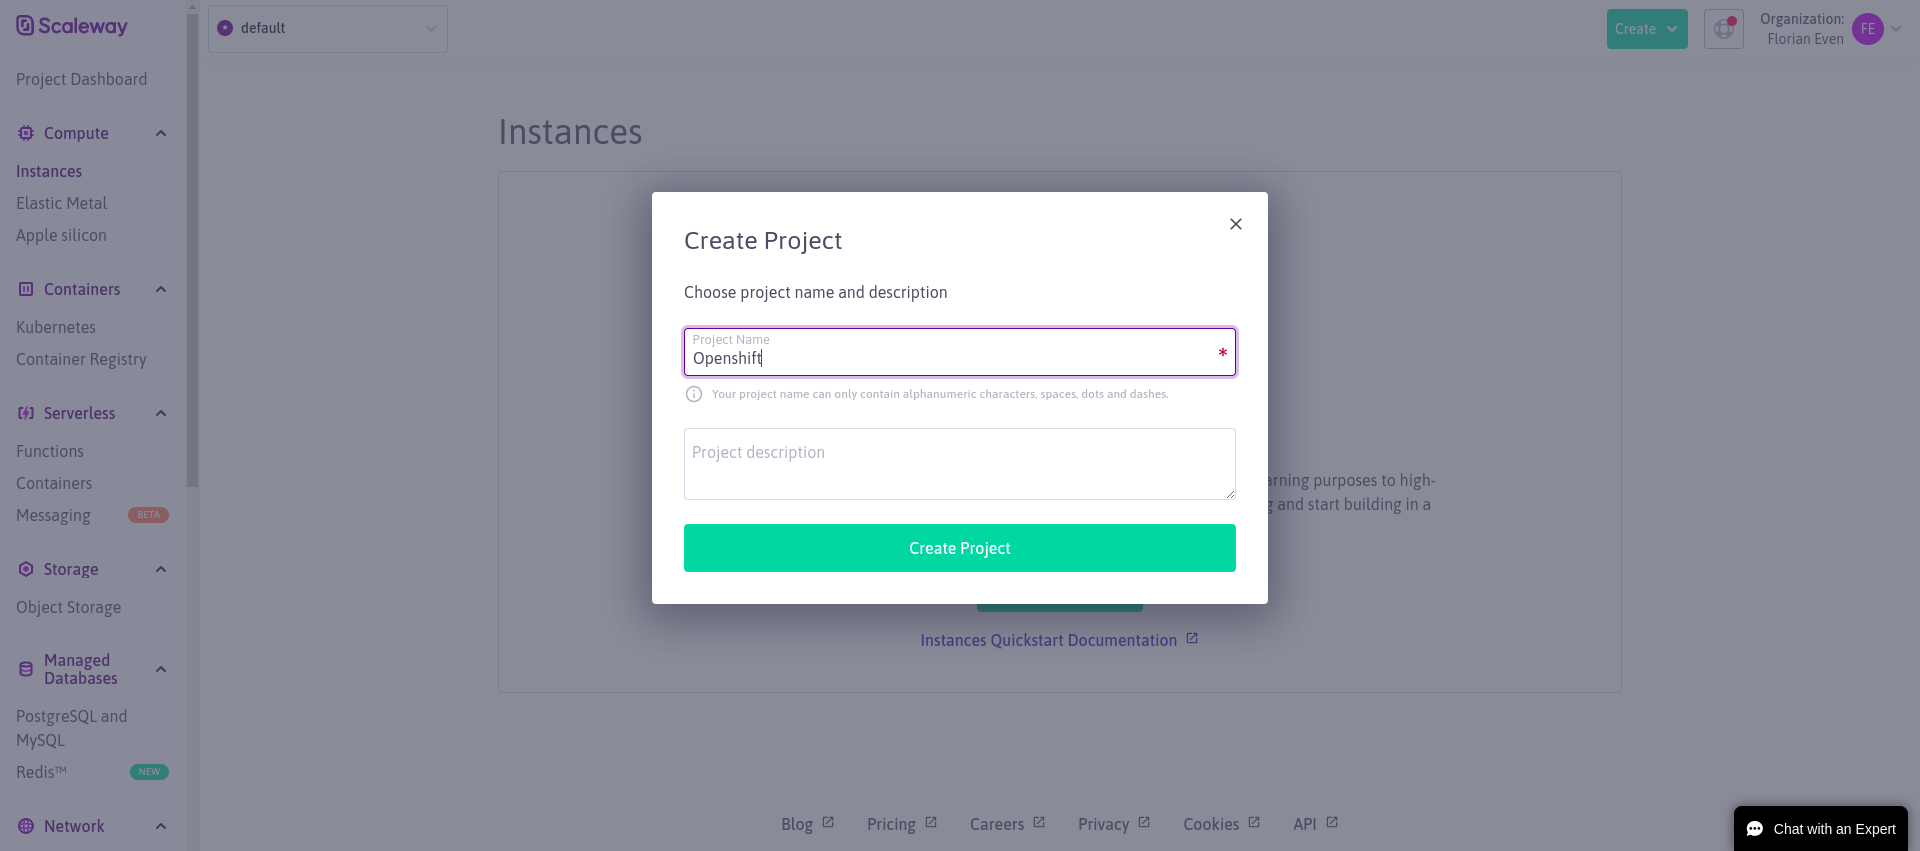 Scaleway
default
Create
Organization:
Florian Even
FE
Project Dashboard
Compute
Instances
Elastic Metal
Apple silicon
Containers
Kubernetes
Container Registry
Serverless
Functions
Containers
Messaging BETA
Storage
Object Storage
Managed
Databases
PostgreSQL and
MySQL
Redis™ NEW
Network
Instances
Create Project
Choose project name and description
Project Name
Openshift *
Your project name can only contain alphanumeric characters, spaces, dots and dashes.
Project description
Create Project
purposes to high-
and start building in a
Instances Quickstart Documentation
Blog Pricing Careers Privacy Cookies API
Chat with an Expert